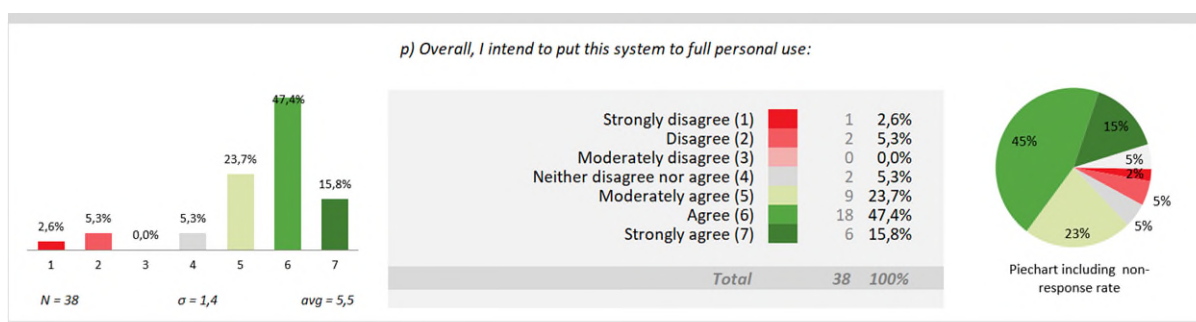 p) Overall, I intend to put this system to full personal use:
2,6%
5,3%
0,0%
5,3%
23,7%
47,4%
15,8%
1 2 3 4 5 6 7
N = 38 σ = 1,4 avg = 5,5
Strongly disagree (1) 1 2,6%
Disagree (2) 2 5,3%
Moderately disagree (3) 0 0,0%
Neither disagree nor agree (4) 2 5,3%
Moderately agree (5) 9 23,7%
Agree (6) 18 47,4%
Strongly agree (7) 6 15,8%
Total 38 100%
45%
15%
5%
2%
5%
5%
23%
Piechart including non-
response rate